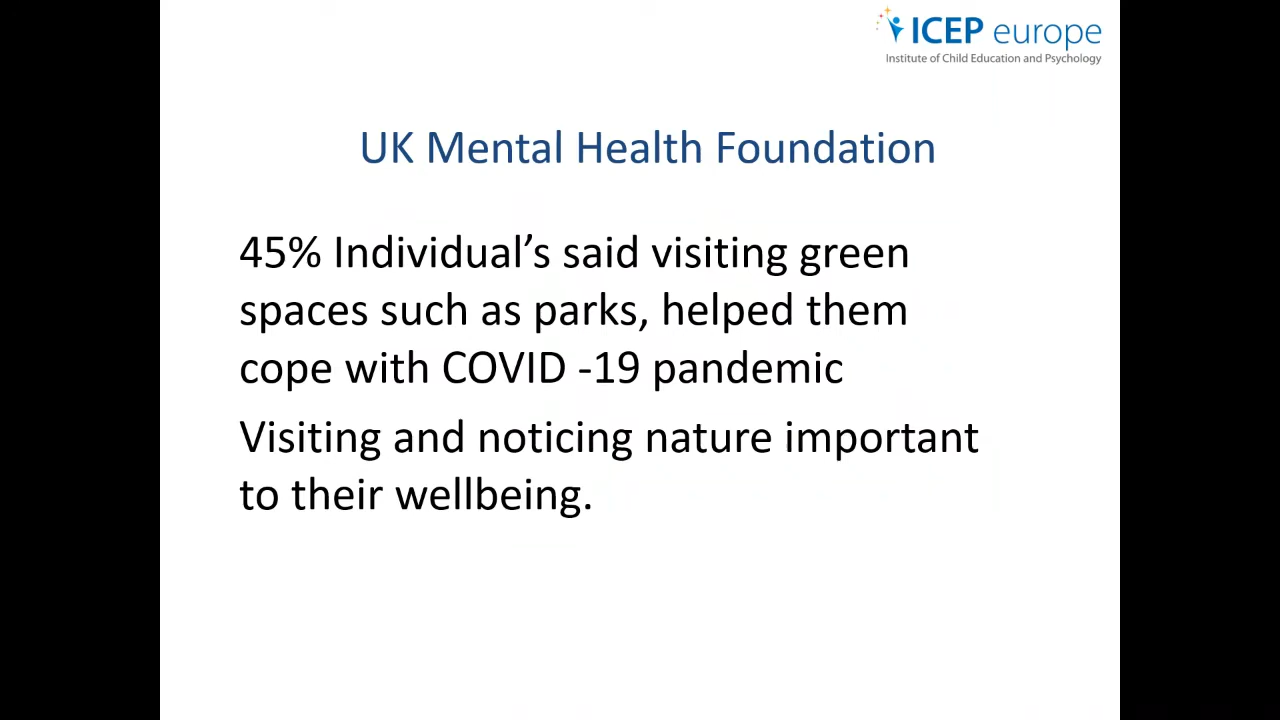 ICEP europe
Institute of Child Education and Psychology
UK Mental Health Foundation
45% Individual’s said visiting green
spaces such as parks, helped them
cope with COVID -19 pandemic
Visiting and noticing nature important
to their wellbeing.